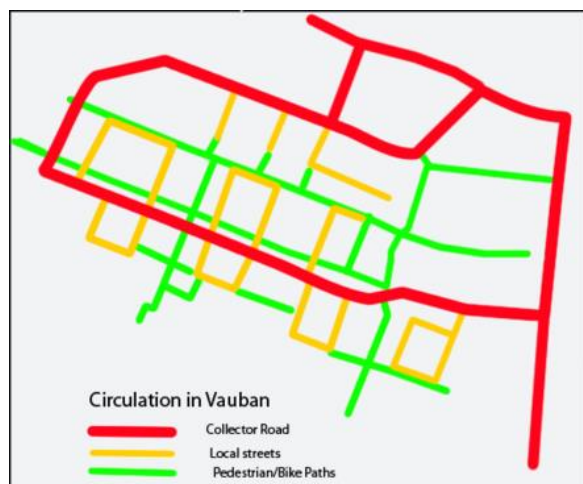 Circulation in Vauban
Collector Road
Local streets
Pedestrian/Bike Paths